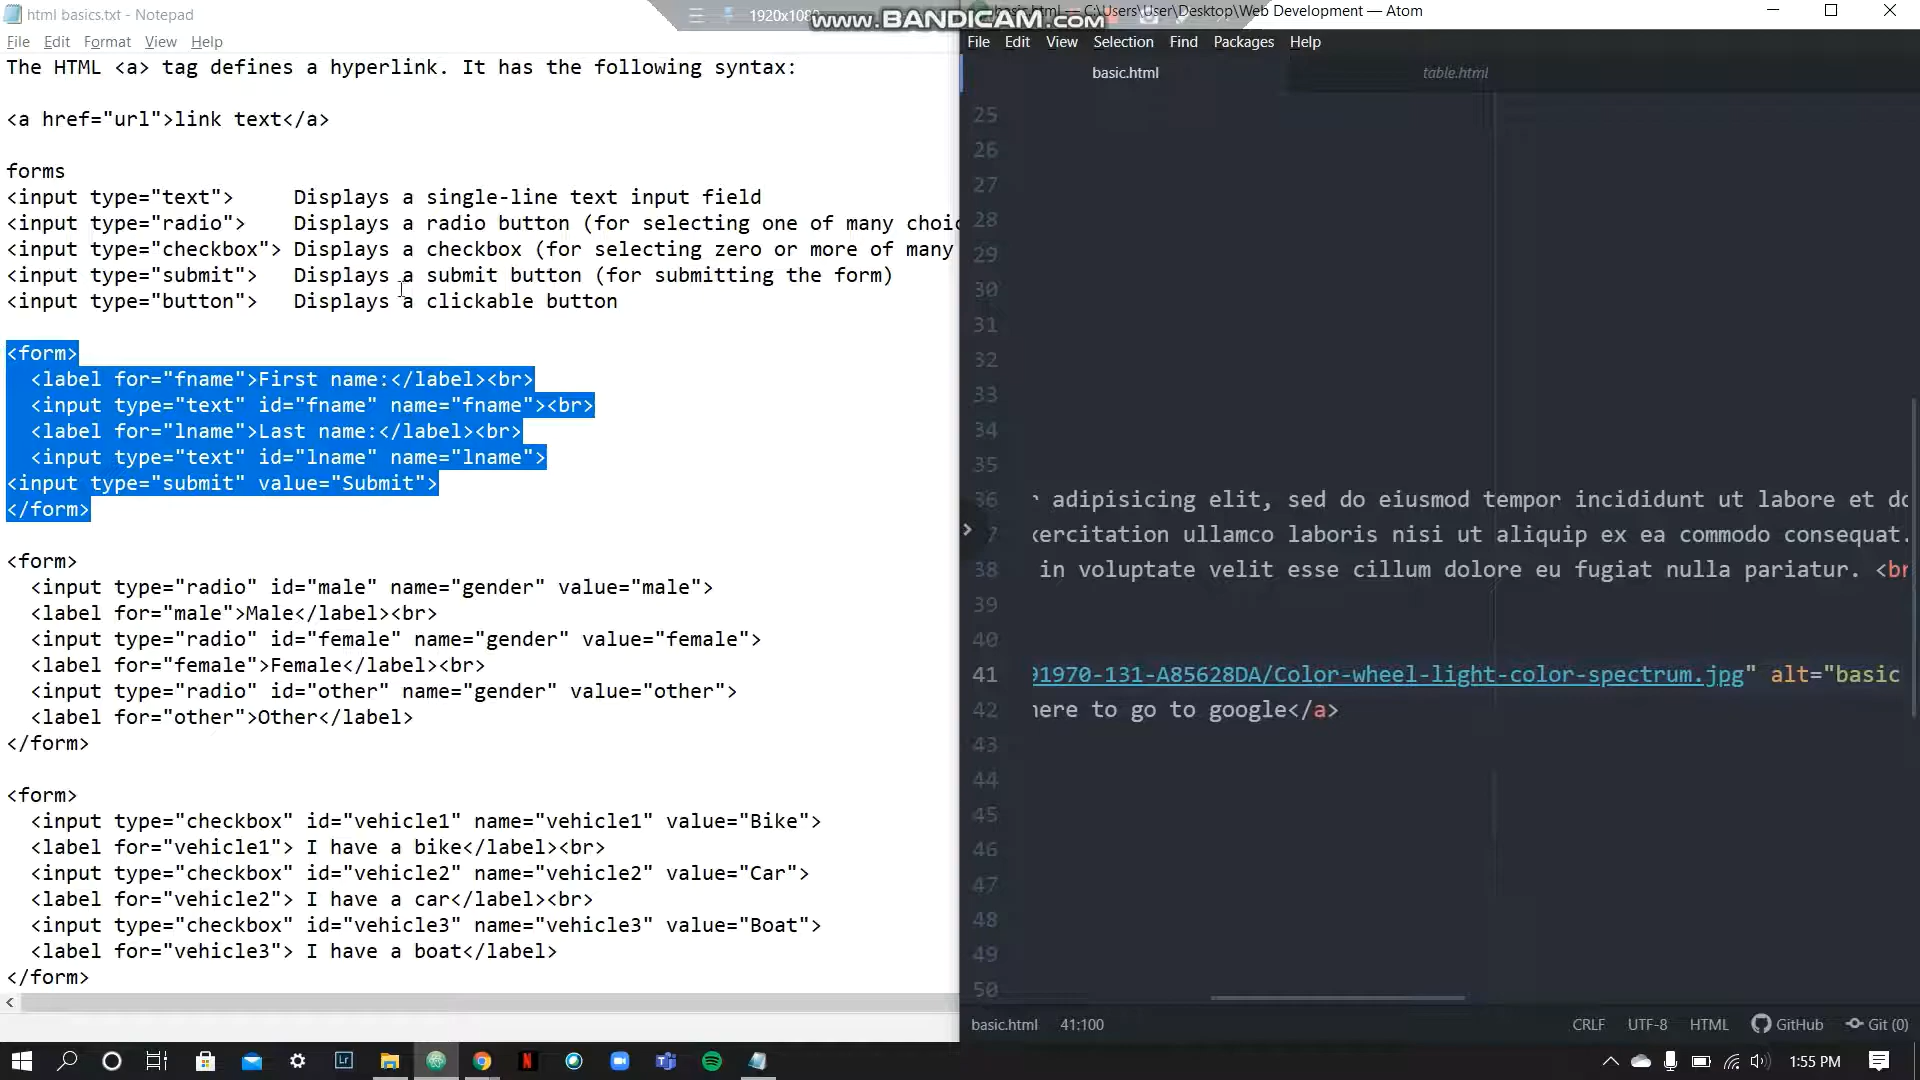 html basics.txt - Notepad
File Edit Format View Help
The HTML <a> tag defines a hyperlink. It has the following syntax:
<a href="url">link text</a>
forms
<input type="text"> Displays a single-line text input field
<input type="radio"> Displays a radio button (for selecting one of many
<input type="checkbox"> Displays a checkbox (for selecting zero or more of many
<input type="submit"> Displays a submit button (for submitting the form)
<input type="button"> Displays a clickable button
<form>
<label for="fname">First name:</label><br>
<input type="text" id="fname" name="fname"><br>
<label for="lname">Last name:</label><br>
<input type="text" id="lname" name="lname">
<input type="submit" value="Submit">
</form>
<form>
<input type="radio" id="male" name="gender" value="male">
<label for="male">Male</label><br>
<input type="radio" id="female" name="gender" value="female">
<label for="female">Female</label><br>
<input type="radio" id="other" name="gender" value="other">
<label for="other">Other</label>
</form>
<form>
<input type="checkbox" id="vehicle1" name="vehicle1" value="Bike">
<label for="vehicle1"> I have a bike</label><br>
<input type="checkbox" id="vehicle2" name="vehicle2" value="Car">
<label for="vehicle2"> I have a car</label><br>
<input type="checkbox" id="vehicle3" name="vehicle3" value="Boat">
<label for="vehicle3"> I have a boat</label>
</form>
www.BANDICAM.com
C:\Users\User\Desktop\Web Development — Atom
File Edit View Selection Find Packages Help
basic.html table.html
25
26
27
28
29
30
31
32
33
34
35
36 adipisicing elit, sed do eiusmod tempor incididunt ut labore et
ullamco laboris nisi ut aliquip ex ea commodo consequat.
38 in voluptate velit esse cillum dolore eu fugiat nulla pariatur. <br
39
40
41 91970-131-A85628DA/Color-wheel-light-color-spectrum.jpg" alt="basic
42 here to go to google</a>
43
44
45
46
47
48
49
50
basic.html 41:100 CRLF UTF-8 HTML GitHub Git (0)
Lr 1:55 PM